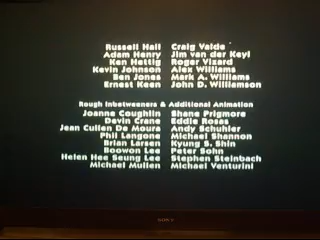 Russell Hall Craig Valde
Adam Henry Jim van der Keyl
Ken Hettig Roger Vizard
Kevin Johnson Alex Williams
Ben Jones Mark A. Williams
Ernest Keen John D. Williamson
Rough Inbetweeners & Additional Animation
Joanne Coughlin Shane Prigmore
Devin Crane Eddie Rosas
Jean Cullen De Moura Andy Schuhler
Phil Langone Michael Shannon
Brian Larsen Kyung S. Shin
Boowon Lee Peter Sohn
Helen Hee Seung Lee Stephen Steinbach
Michael Mullen Michael Venturini
SONY